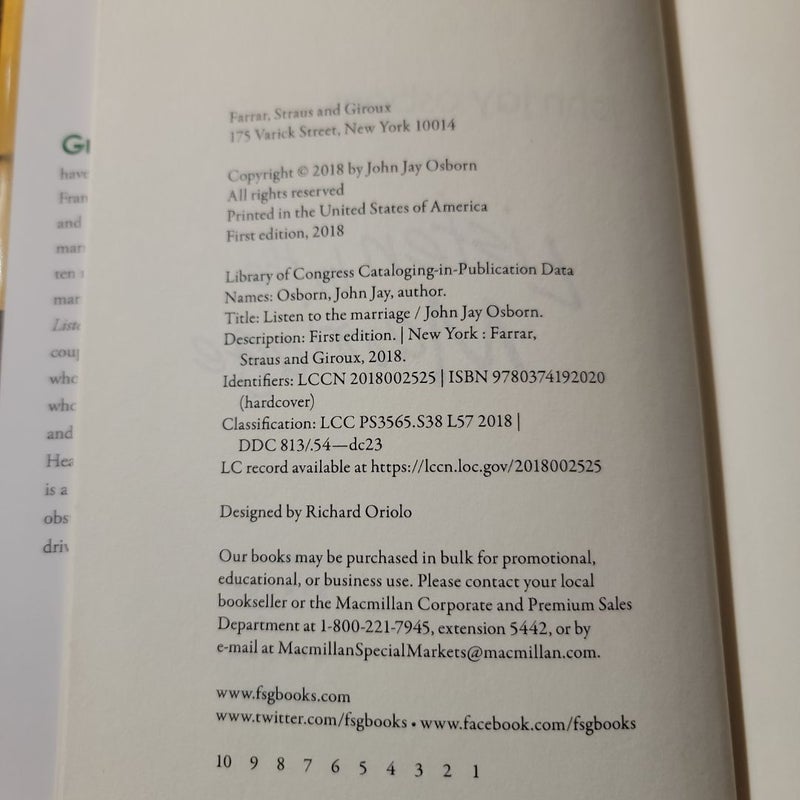 Farrar, Straus and Giroux
175 Varick Street, New York 10014
Copyright © 2018 by John Jay Osborn
All rights reserved
Printed in the United States of America
First edition, 2018
Library of Congress Cataloging-in-Publication Data
Names: Osborn, John Jay, author.
Title: Listen to the marriage / John Jay Osborn.
Description: First edition. | New York : Farrar,
Straus and Giroux, 2018.
Identifiers: LCCN 2018002525 | ISBN 9780374192020
(hardcover)
Classification: LCC PS3565.S38 L57 2018 |
DDC 813/.54—dc23
LC record available at https://lccn.loc.gov/2018002525
Designed by Richard Oriolo
Our books may be purchased in bulk for promotional,
educational, or business use. Please contact your local
bookseller or the Macmillan Corporate and Premium Sales
Department at 1-800-221-7945, extension 5442, or by
e-mail at MacmillanSpecialMarkets@macmillan.com.
www.fsgbooks.com
www.twitter.com/fsgbooks • www.facebook.com/fsgbooks
10 9 8 7 6 5 4 3 2 1
have
and
is a
and